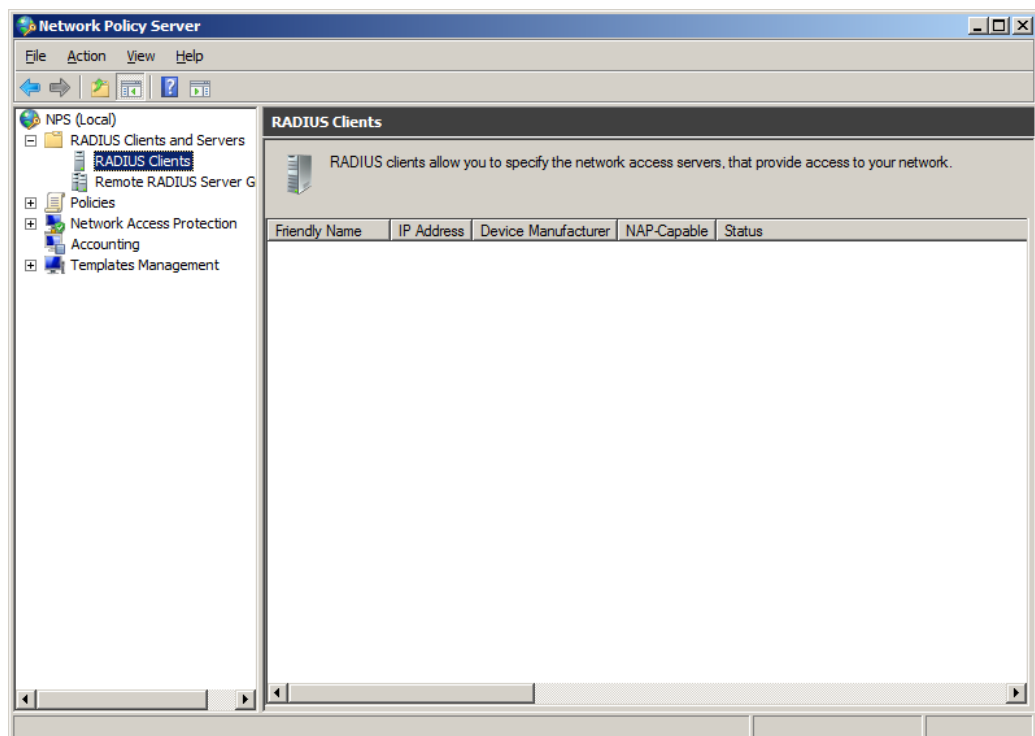 Network Policy Server
File Action View Help
NPS (Local)
RADIUS Clients and Servers
RADIUS Clients
Remote RADIUS Server G
Policies
Network Access Protection
Accounting
Templates Management
RADIUS Clients
RADIUS clients allow you to specify the network access servers, that provide access to your network.
Friendly Name IP Address Device Manufacturer NAP-Capable Status